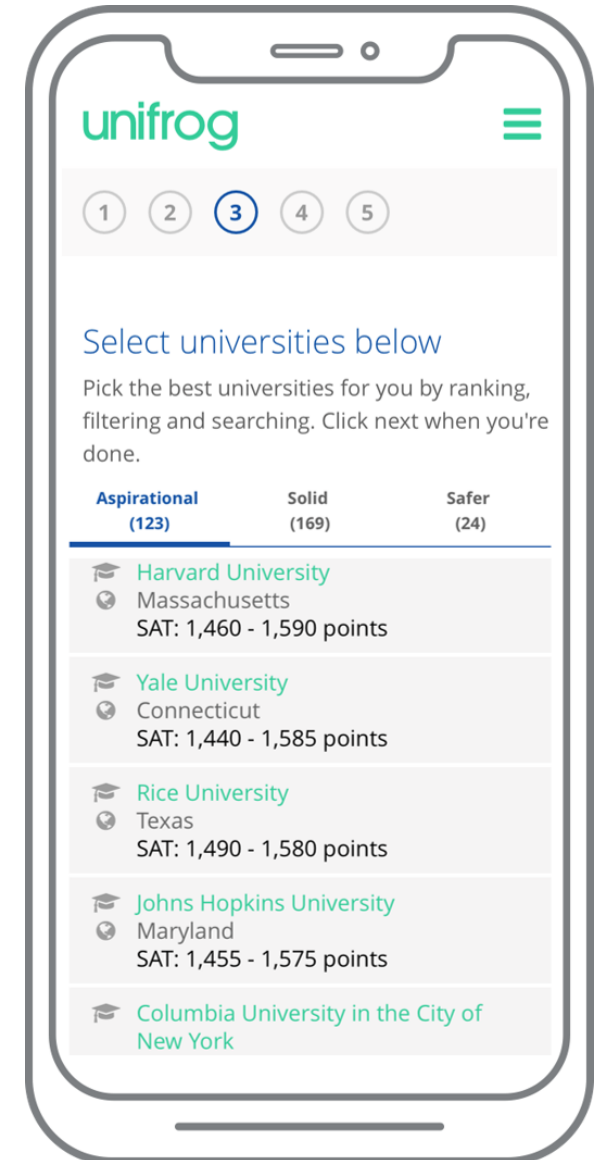 unifrog
1 2 3 4 5
Select universities below
Pick the best universities for you by ranking,
filtering and searching. Click next when you're
done.
Aspirational Solid Safer
(123) (169) (24)
Harvard University
Massachusetts
SAT: 1,460 - 1,590 points
Yale University
Connecticut
SAT: 1,440 - 1,585 points
Rice University
Texas
SAT: 1,490 - 1,580 points
Johns Hopkins University
Maryland
SAT: 1,455 - 1,575 points
Columbia University in the City of
New York